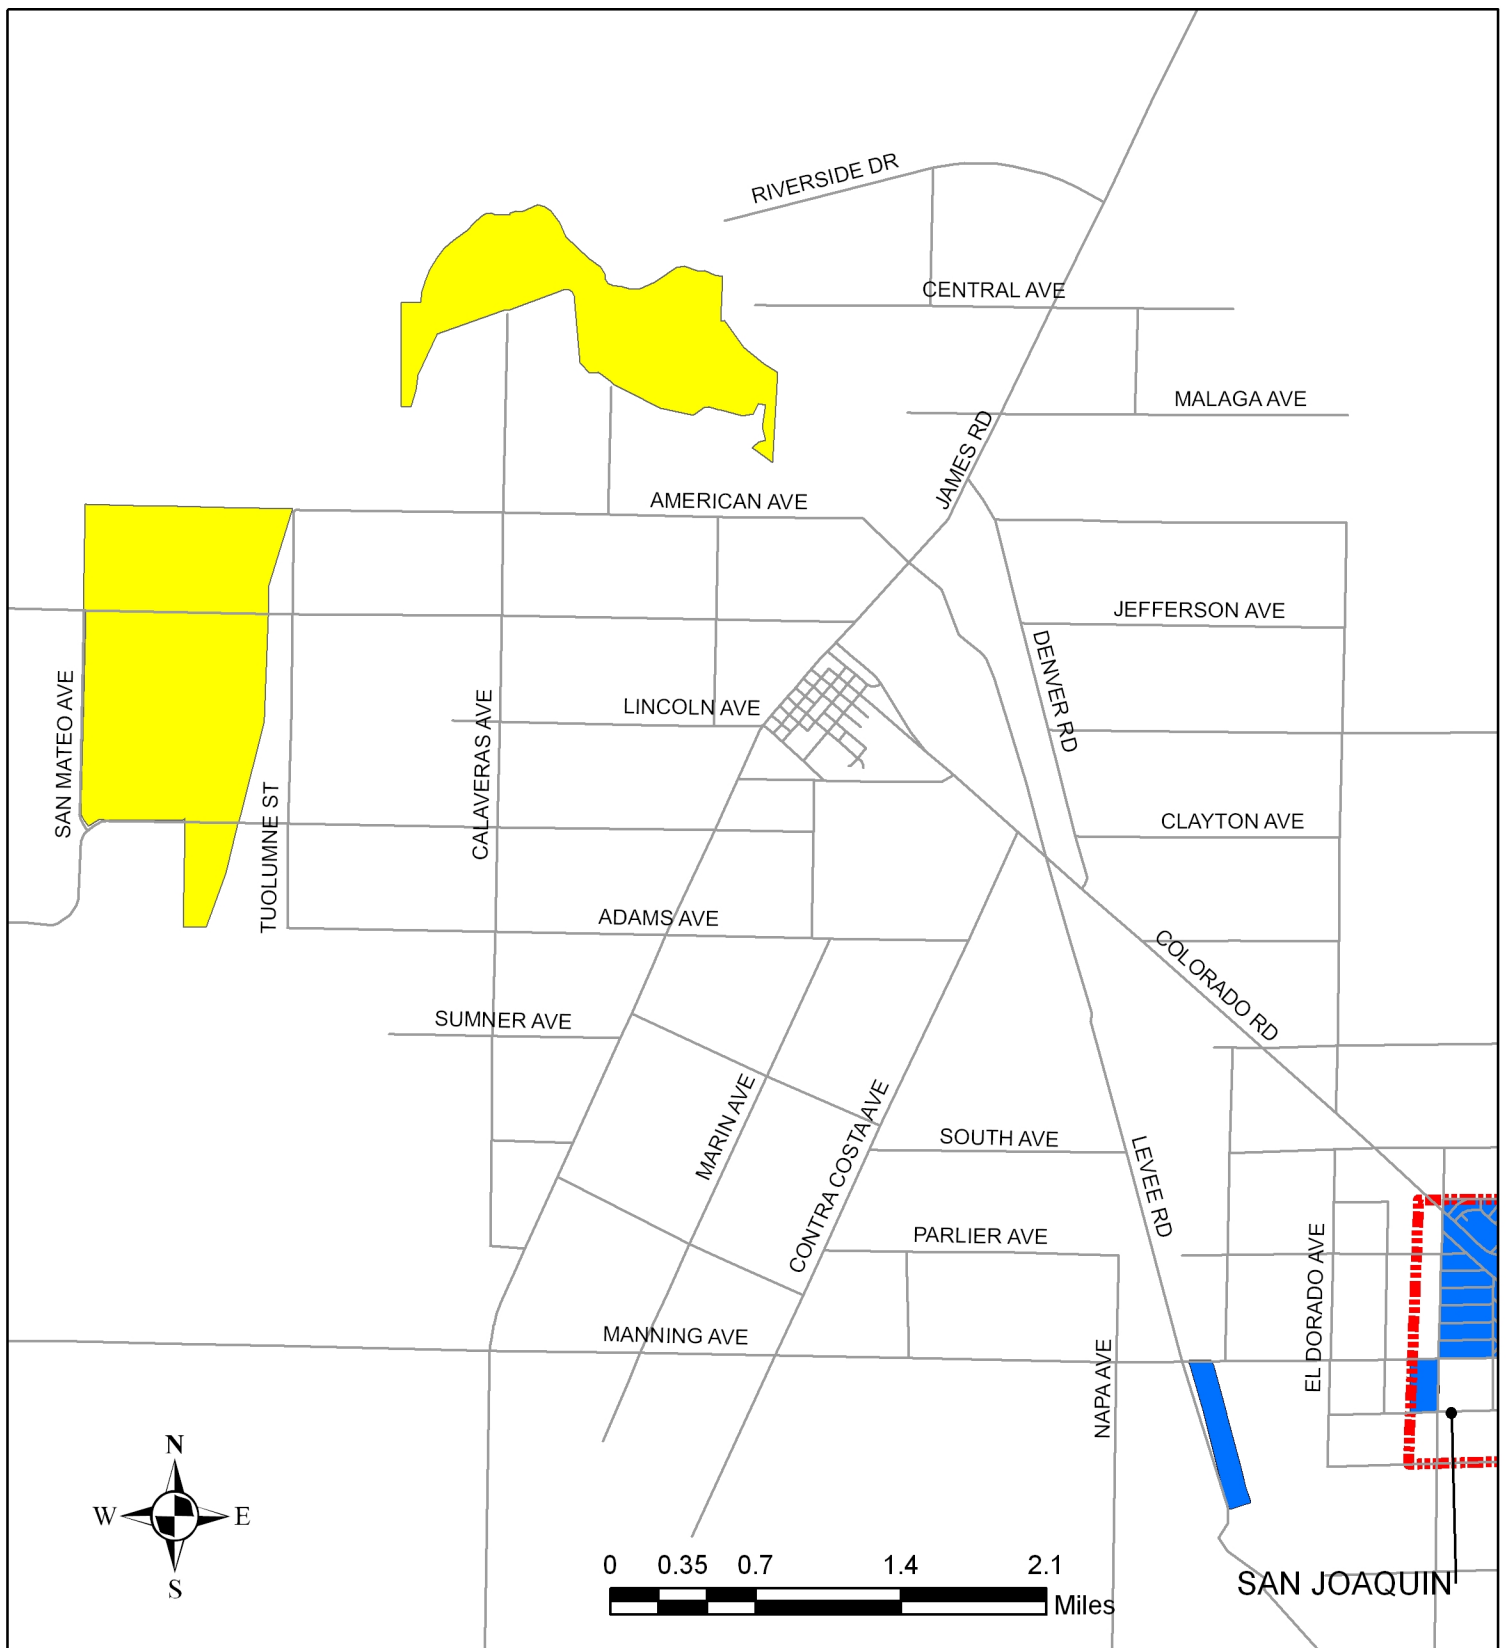 RIVERSIDE DR
CENTRAL AVE
MALAGA AVE
JAMES RD
AMERICAN AVE
JEFFERSON AVE
DENVER RD
SAN MATEO AVE
LINCOLN AVE
CALAVERAS AVE
TUOLUMNE ST
CLAYTON AVE
ADAMS AVE
COLORADO RD
SUMNER AVE
MARIN AVE
CONTRA COSTA AVE
SOUTH AVE
LEVEE RD
PARLIER AVE
EL DORADO AVE
MANNING AVE
NAPA AVE
N
W E
S
0 0.35 0.7 1.4 2.1
Miles
SAN JOAQUIN